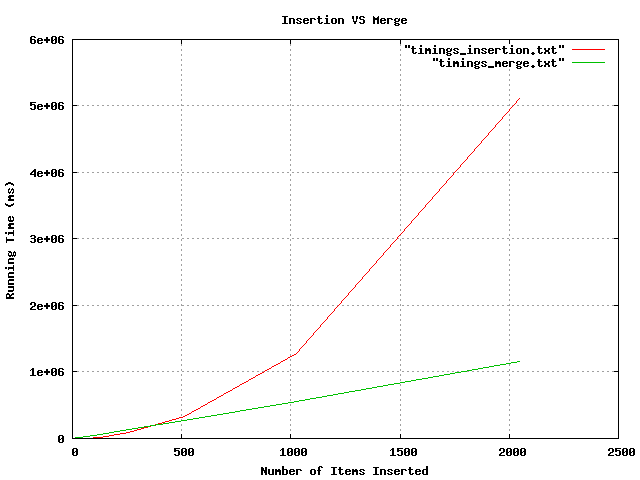 Insertion VS Merge
6e+06
5e+06
4e+06
3e+06
2e+06
1e+06
0
Running Time (ms)
"timings_insertion.txt"
"timings_merge.txt"
0 500 1000 1500 2000 2500
Number of Items Inserted